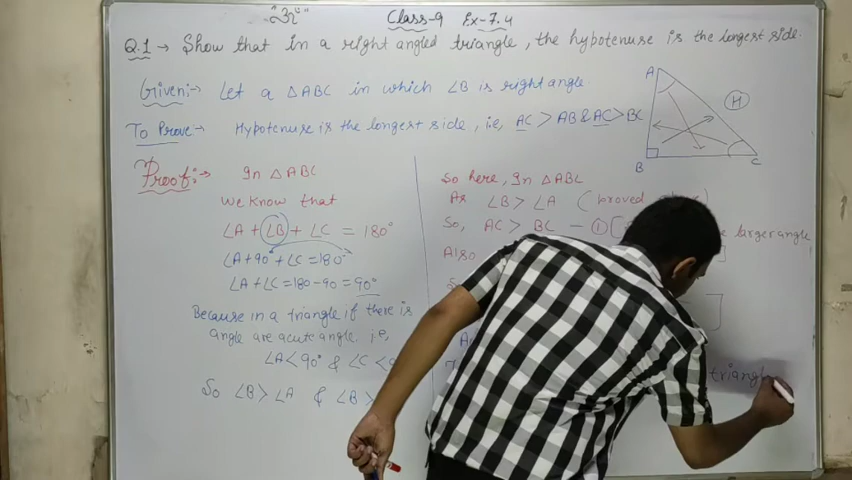 "ॐ"
Class-9 Ex-7.4
Q.1 → Show that in a right angled triangle, the hypotenuse is the longest side.
Given:- Let a △ABC in which ∠B is right angle
To Prove:- Hypotenuse is the longest side, i.e, AC > AB & AC > BC
A
H
B
C
Proof:-
In △ABC
we know that
∠A + ∠B + ∠C = 180°
∠A + 90° + ∠C = 180°
∠A + ∠C = 180 - 90 = 90°
Because in a triangle if there is
angle are acute angle. i.e,
∠A < 90° & ∠C <
So ∠B > ∠A & ∠B >
So here, In △ABC
As ∠B > ∠A (proved
So, AC > BC - ① [
larger angle
Also
]
triangle